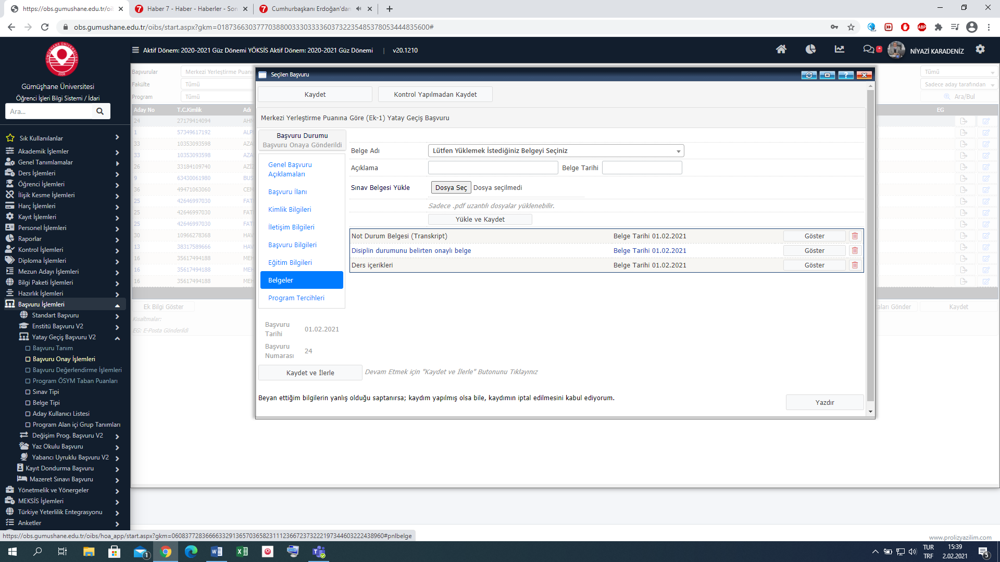 https://obs.gumushane.edu.tr/oib
Haber 7 - Haber - Haberler - Son
Cumhurbaşkanı Erdoğan'dan
obs.gumushane.edu.tr/oibs/start.aspx?gkm=01873663037770388003330333360373223548537805344483 5600#
Gümüşhane Üniversitesi
Öğrenci İşleri Bilgi Sistemi / İdari
Ara...
Sık Kullanılanlar
Akademik İşlemler
Genel Tanımlamalar
Ders İşlemleri
Öğrenci İşlemleri
İlişik Kesme İşlemleri
Harç İşlemleri
Kayıt İşlemleri
Personel İşlemleri
Raporlar
Kontrol İşlemleri
Diploma İşlemleri
Mezun Adayı İşlemleri
Bilgi Paketi İşlemleri
Hazırlık İşlemleri
Başvuru İşlemleri
Standart Başvuru
Enstitü Başvuru V2
Yatay Geçiş Başvuru V2
Başvuru Tanım
Başvuru Onay İşlemleri
Başvuru Değerlendirme İşlemleri
Program ÖSYM Taban Puanları
Sınav Tipi
Belge Tipi
Aday Kullanıcı Listesi
Program Alan içi Grup Tanımları
Değişim Prog. Başvuru V2
Yaz Okulu Başvuru
Yabancı Uyruklu Başvuru V2
Kayıt Dondurma Başvuru
Mazeret Sınavı Başvuru
Yönetmelik ve Yönergeler
MEKSİS İşlemleri
Türkiye Yeterlilik Entegrasyonu
Anketler
Aktif Dönem: 2020-2021 Güz Dönemi YÖKSİS Aktif Dönem: 2020-2021 Güz Dönemi | v20.1210
NİYAZİ KARADENİZ
Başvurular Merkezi Yerleştirme Puanın
Fakülte Tümü
Program Tümü
Tümü
Sadece aday tarafından
Ara/Bul
Aday No T.C.Kimlik Adı
EG
24 27179414094 AHM
1 57349617192 ALP
33 10353093598 AZA
33 10353093598 AZA
26 33184109740 AZİZ
9 63430061980 BUS
36 49471063060 CEM
25 42646997030 FATİ
25 42646997030 FATİ
25 42646997030 FATİ
30 10966278368 HAV
13 38317589666 HAV
16 35617494188 MEH
16 35617494188 MEH
16 35617494188 MEH
Ek Bilgi Göster
Kısaltmalar:
EG: E-Posta Gönderildi
aları Gönder
Kaydet
Seçilen Başvuru
Kaydet
Kontrol Yapılmadan Kaydet
Merkezi Yerleştirme Puanına Göre (Ek-1) Yatay Geçiş Başvuru
Başvuru Durumu
Başvuru Onaya Gönderildi
Genel Başvuru
Açıklamaları
Başvuru İlanı
Kimlik Bilgileri
İletişim Bilgileri
Başvuru Bilgileri
Eğitim Bilgileri
Belgeler
Program Tercihleri
Başvuru
Tarihi
01.02.2021
Başvuru
Numarası
24
Belge Adı
Lütfen Yüklemek İstediğiniz Belgeyi Seçiniz
Açıklama
Belge Tarihi
Sınav Belgesi Yükle
Dosya Seç Dosya seçilmedi
Sadece .pdf uzantılı dosyalar yüklenebilir.
Yükle ve Kaydet
Not Durum Belgesi (Transkript) Belge Tarihi 01.02.2021 Göster
Disiplin durumunu belirten onaylı belge Belge Tarihi 01.02.2021 Göster
Ders içerikleri Belge Tarihi 01.02.2021 Göster
Kaydet ve İlerle
Devam Etmek için "Kaydet ve İlerle" Butonunu Tıklayınız
Beyan ettiğim bilgilerin yanlış olduğu saptanırsa; kaydım yapılmış olsa bile, kaydımın iptal edilmesini kabul ediyorum.
Yazdır
www.prolizyazilim.com
https://obs.gumushane.edu.tr/oibs/hoa_app/start.aspx?gkm=06083772836666332913657036582311123667237322219734460322243 8960#pnlbelge
1
TUR
TRF
15:39
2.02.2021
5